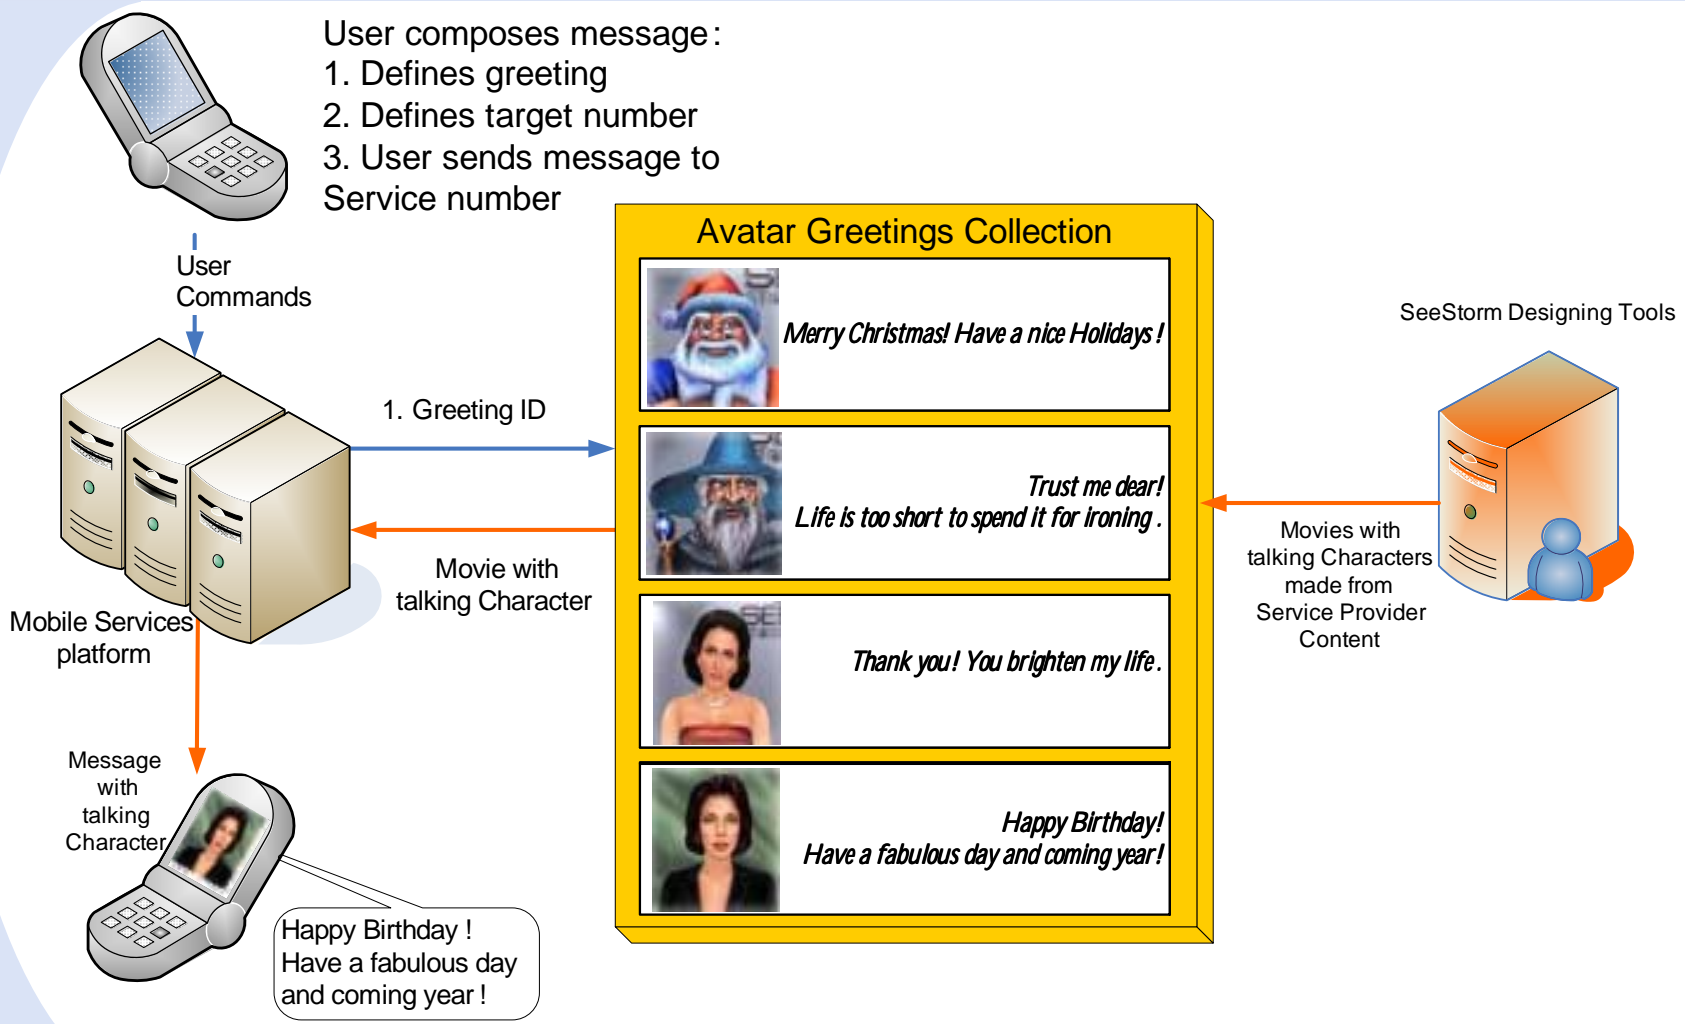 User composes message:
1. Defines greeting
2. Defines target number
3. User sends message to
Service number
User
Commands
Avatar Greetings Collection
Merry Christmas! Have a nice Holidays !
Trust me dear!
Life is too short to spend it for ironing .
Thank you! You brighten my life .
Happy Birthday!
Have a fabulous day and coming year!
SeeStorm Designing Tools
1. Greeting ID
Movie with
talking Character
Movies with
talking Characters
made from
Service Provider
Content
Mobile Services
platform
Message
with
talking
Character
Happy Birthday !
Have a fabulous day
and coming year !